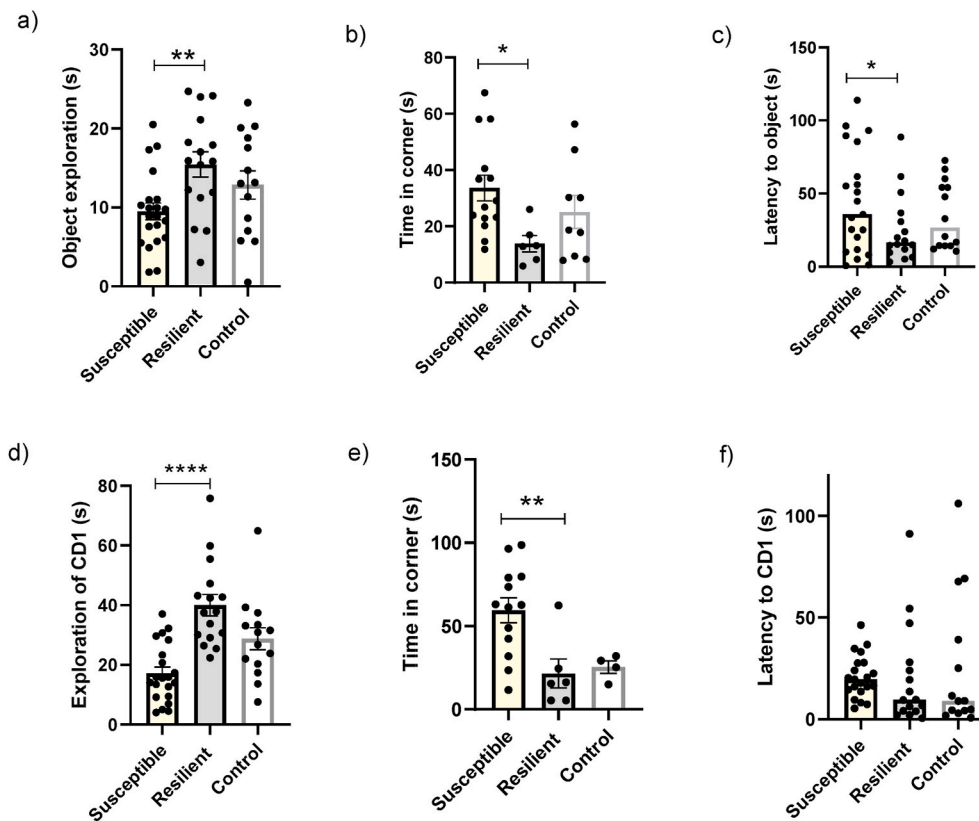 a)
Object exploration (s)
30
20
10
0
**
Susceptible
Resilient
Control
b)
Time in corner (s)
80
60
40
20
0
*
Susceptible
Resilient
Control
c)
Latency to object (s)
150
100
50
0
*
Susceptible
Resilient
Control
d)
Exploration of CD1 (s)
80
60
40
20
0
****
Susceptible
Resilient
Control
e)
Time in corner (s)
150
100
50
0
**
Susceptible
Resilient
Control
f)
Latency to CD1 (s)
100
50
0
Susceptible
Resilient
Control